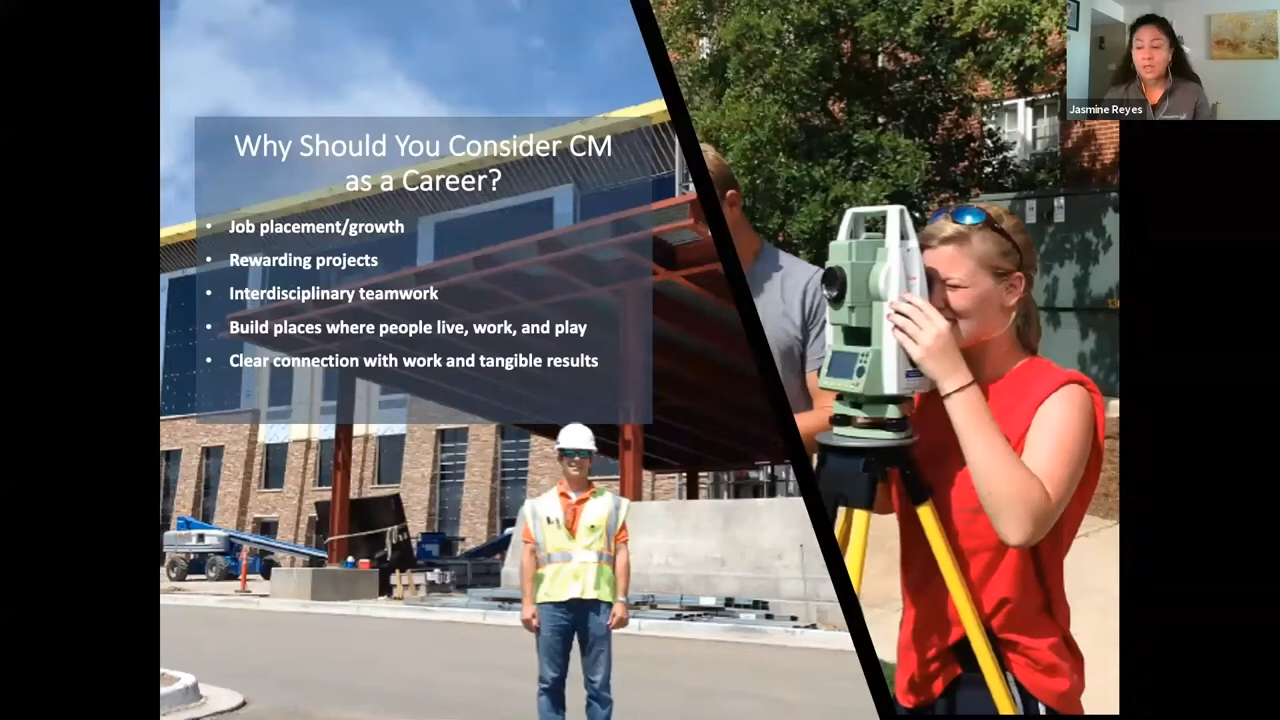 Why Should You Consider CM
as a Career?
• Job placement/growth
• Rewarding projects
• Interdisciplinary teamwork
• Build places where people live, work, and play
• Clear connection with work and tangible results
Jasmine Reyes